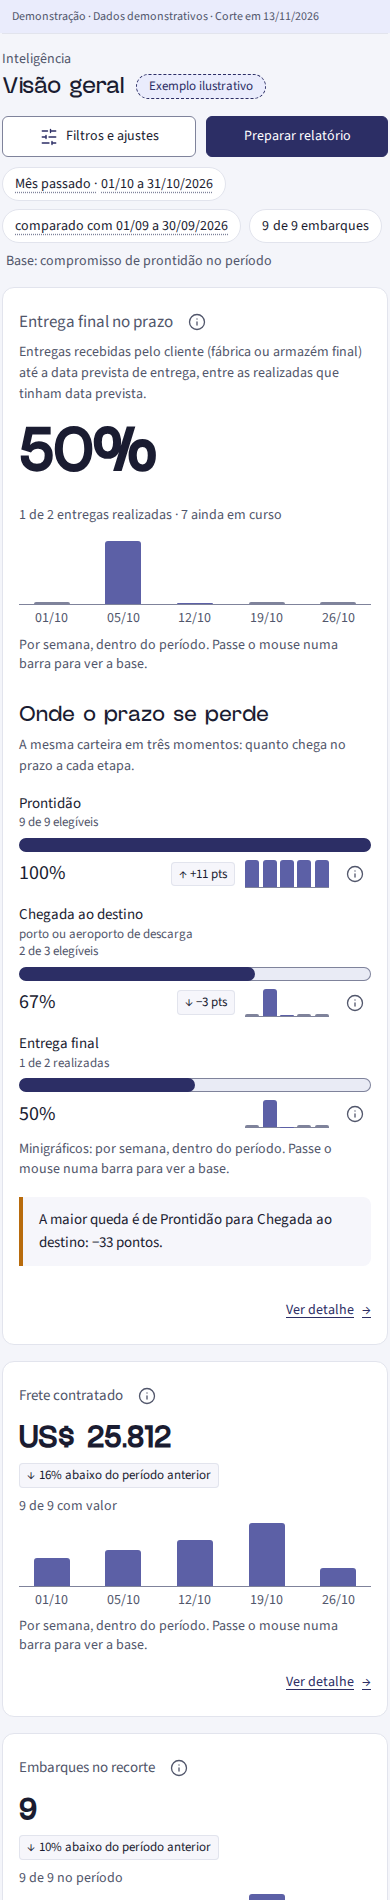 Demonstração · Dados demonstrativos · Corte em 13/11/2026
Inteligência
Visão geral
Exemplo ilustrativo
Filtros e ajustes
Preparar relatório
Mês passado · 01/10 a 31/10/2026
comparado com 01/09 a 30/09/2026
9 de 9 embarques
Base: compromisso de prontidão no período
Entrega final no prazo
Entregas recebidas pelo cliente (fábrica ou armazém final)
até a data prevista de entrega, entre as realizadas que
tinham data prevista.
50%
1 de 2 entregas realizadas · 7 ainda em curso
01/10 05/10 12/10 19/10 26/10
Por semana, dentro do período. Passe o mouse numa
barra para ver a base.
Onde o prazo se perde
A mesma carteira em três momentos: quanto chega no
prazo a cada etapa.
Prontidão
9 de 9 elegíveis
100%
↑ +11 pts
Chegada ao destino
porto ou aeroporto de descarga
2 de 3 elegíveis
67%
↓ −3 pts
Entrega final
1 de 2 realizadas
50%
Minigráficos: por semana, dentro do período. Passe o
mouse numa barra para ver a base.
A maior queda é de Prontidão para Chegada ao
destino: −33 pontos.
Ver detalhe →
Frete contratado
US$ 25.812
↓ 16% abaixo do período anterior
9 de 9 com valor
01/10 05/10 12/10 19/10 26/10
Por semana, dentro do período. Passe o mouse numa
barra para ver a base.
Ver detalhe →
Embarques no recorte
9
↓ 10% abaixo do período anterior
9 de 9 no período